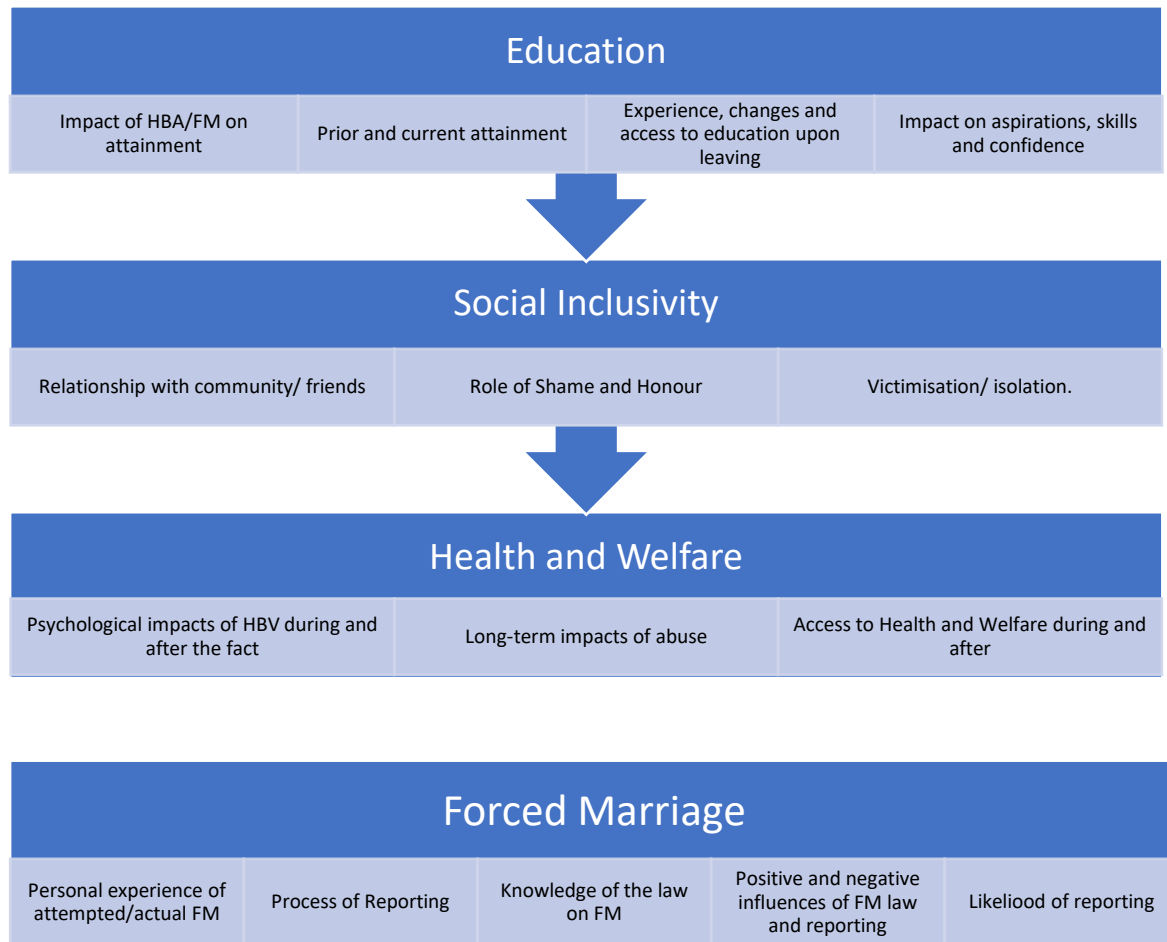 Education
Impact of HBA/FM on
attainment
Prior and current attainment
Experience, changes and
access to education upon
leaving
Impact on aspirations, skills
and confidence
Social Inclusivity
Relationship with community/ friends
Role of Shame and Honour
Victimisation/ isolation.
Health and Welfare
Psychological impacts of HBV during and
after the fact
Long-term impacts of abuse
Access to Health and Welfare during and
after
Forced Marriage
Personal experience of
attempted/actual FM
Process of Reporting
Knowledge of the law
on FM
Positive and negative
influences of FM law
and reporting
Likeliood of reporting